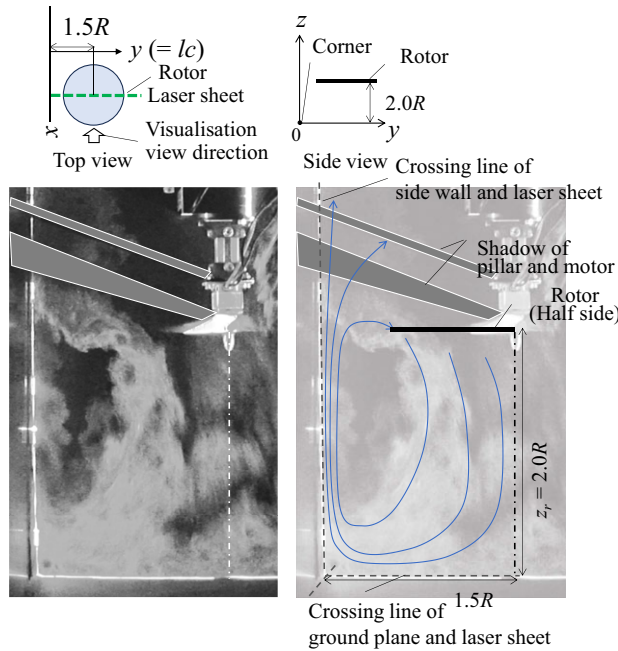 1.5R
y (= lc)
Rotor
Laser sheet
x
Visualisation
view direction
Top view
z
Corner
Rotor
2.0R
0
y
Side view
Crossing line of
side wall and laser sheet
Shadow of
pillar and motor
Rotor
(Half side)
z_r = 2.0R
1.5R
Crossing line of
ground plane and laser sheet